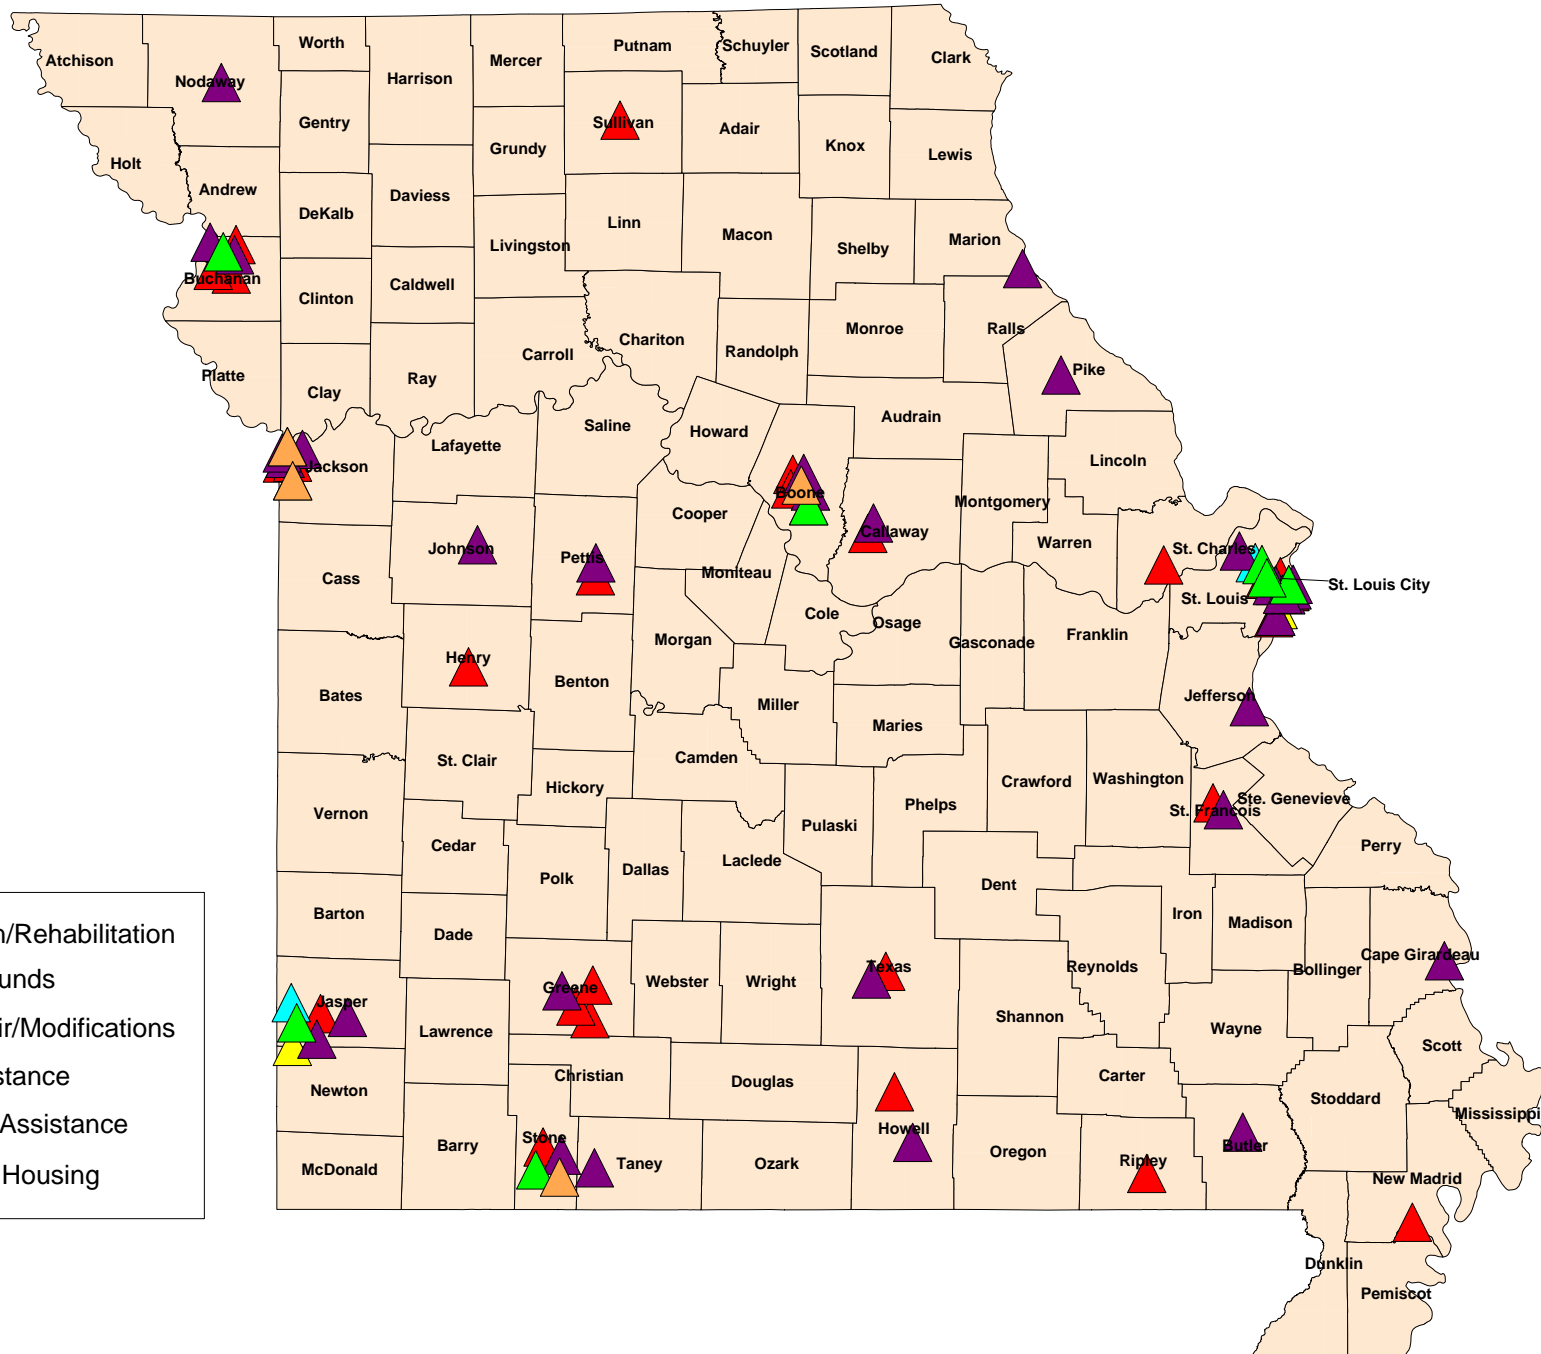 Worth
Putnam
Schuyler
Scotland
Clark
Atchison
Nodaway
Harrison
Mercer
Gentry
Sullivan
Adair
Knox
Lewis
Holt
Grundy
Andrew
DeKalb
Daviess
Linn
Macon
Shelby
Marion
Livingston
Buchanan
Clinton
Caldwell
Chariton
Randolph
Monroe
Ralls
Carroll
Platte
Clay
Ray
Pike
Saline
Howard
Audrain
Jackson
Lafayette
Lincoln
Boone
Cooper
Callaway
Montgomery
Warren
St. Charles
Johnson
Pettis
Moniteau
Cass
St. Louis
St. Louis City
Cole
Osage
Morgan
Gasconade
Franklin
Henry
Benton
Bates
Miller
Maries
Jefferson
St. Clair
Camden
Hickory
Crawford
Washington
Vernon
Phelps
Pulaski
St. Francois
Ste. Genevieve
Cedar
Polk
Dallas
Laclede
Dent
Perry
Barton
Dade
Iron
Madison
n/Rehabilitation
unds
ir/Modifications
stance
Assistance
Housing
Greene
Webster
Wright
Texas
Reynolds
Bollinger
Cape Girardeau
Jasper
Lawrence
Shannon
Wayne
Scott
Newton
Christian
Douglas
Carter
Stoddard
Mississippi
McDonald
Barry
Stone
Taney
Ozark
Howell
Oregon
Ripley
Butler
New Madrid
Dunklin
Pemiscot